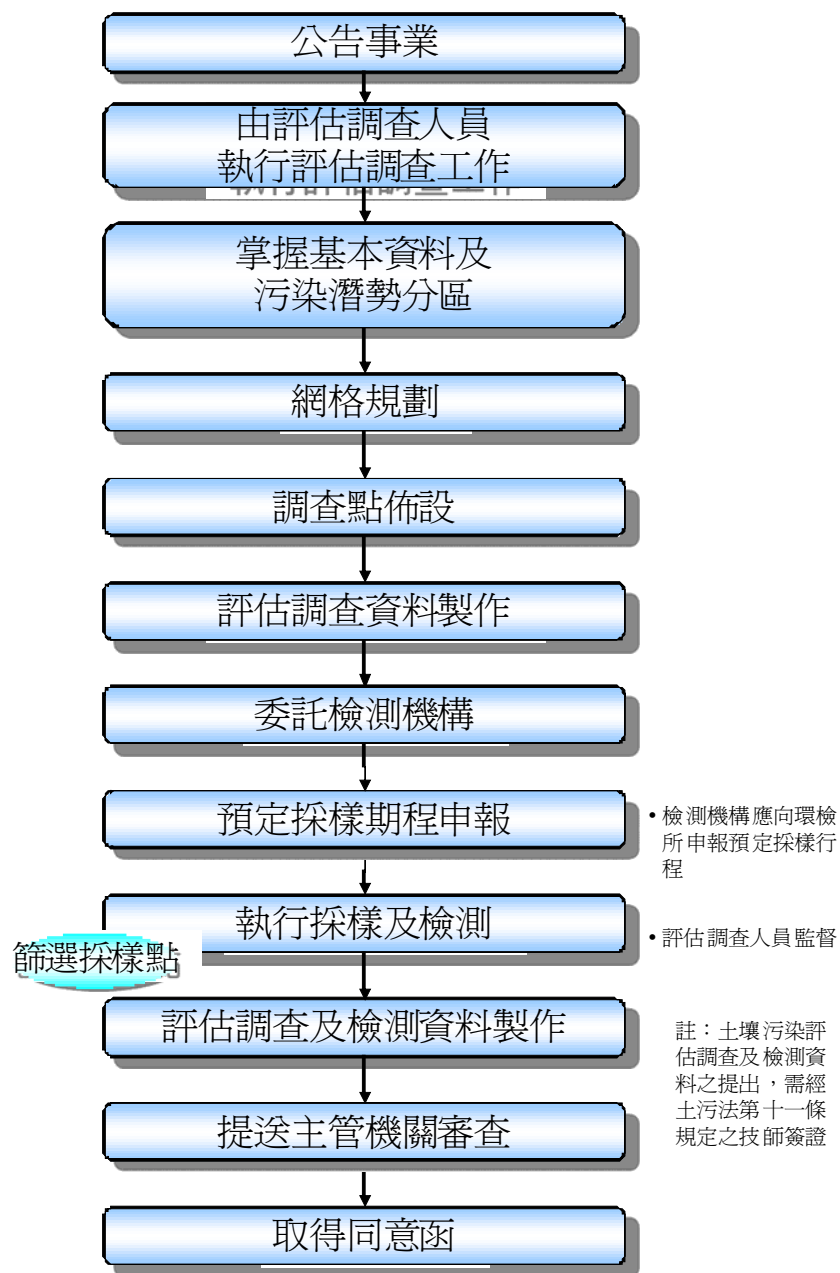 公告事業
由評估調查人員
執行評估調查工作
掌握基本資料及
污染潛勢分區
網格規劃
調查點佈設
評估調查資料製作
委託檢測機構
預定採樣期程申報
• 檢測機構應向環檢
所申報預定採樣行
程
執行採樣及檢測
• 評估調查人員監督
篩選採樣點
評估調查及檢測資料製作
註：土壤污染評
估調查及檢測資
料之提出，需經
土污法第十一條
規定之技師簽證
提送主管機關審查
取得同意函